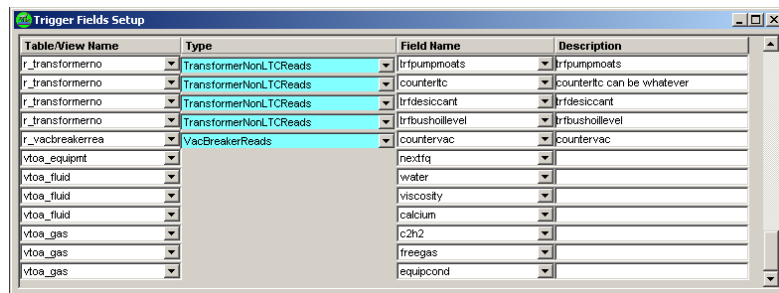 Trigger Fields Setup
Table/View Name Type Field Name Description
r_transformerno TransformerNonLTCReads trfpumpmoats trfpumpmoats
r_transformerno TransformerNonLTCReads counterltc counterltc can be whatever
r_transformerno TransformerNonLTCReads trfdesiccant trfdesiccant
r_transformerno TransformerNonLTCReads trfbushoillevel trfbushoillevel
r_vacbreakerrea VacBreakerReads countervac countervac
vtoa_equipmt nextfq
vtoa_fluid water
vtoa_fluid viscosity
vtoa_fluid calcium
vtoa_gas c2h2
vtoa_gas freegas
vtoa_gas equipcond